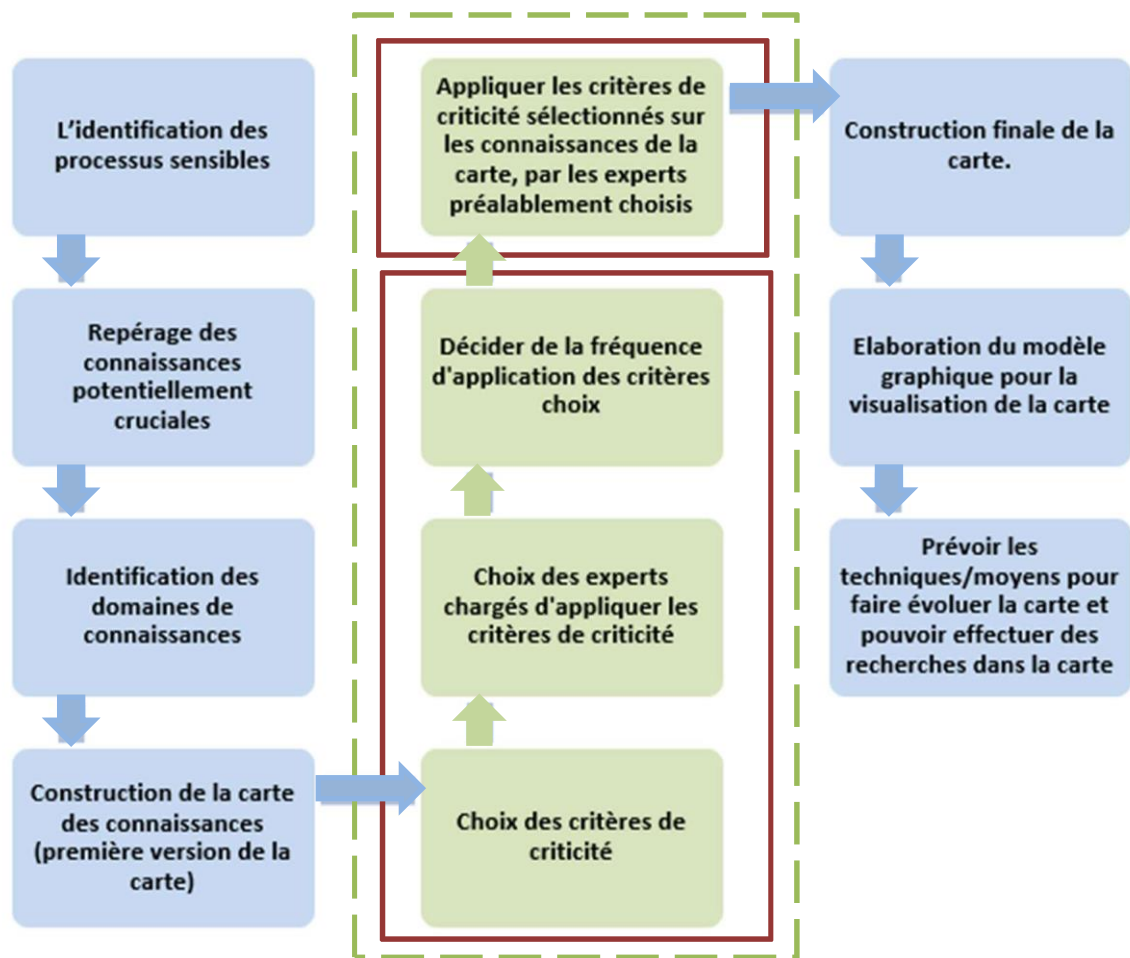 L'identification des
processus sensibles
Repérage des
connaissances
potentiellement
cruciales
Identification des
domaines de
connaissances
Construction de la carte
des connaissances
(première version de la
carte)
Choix des critères de
criticité
Choix des experts
chargés d'appliquer les
critères de criticité
Décider de la fréquence
d'application des critères
choix
Appliquer les critères de
criticité sélectionnés sur
les connaissances de la
carte, par les experts
préalablement choisis
Construction finale de la
carte.
Elaboration du modèle
graphique pour la
visualisation de la carte
Prévoir les
techniques/moyens pour
faire évoluer la carte et
pouvoir effectuer des
recherches dans la carte